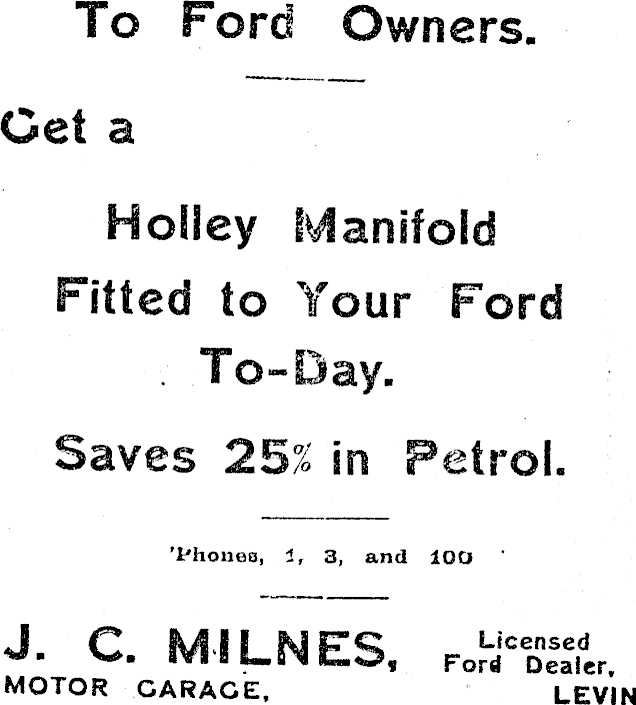 To Ford Owners.
Get a
Holley Manifold
Fitted to Your Ford
To-Day.
Saves 25% in Petrol.
'Phones, 1, 3, and 100
J. C. MILNES,
Licensed
Ford Dealer,
MOTOR GARAGE,
LEVIN